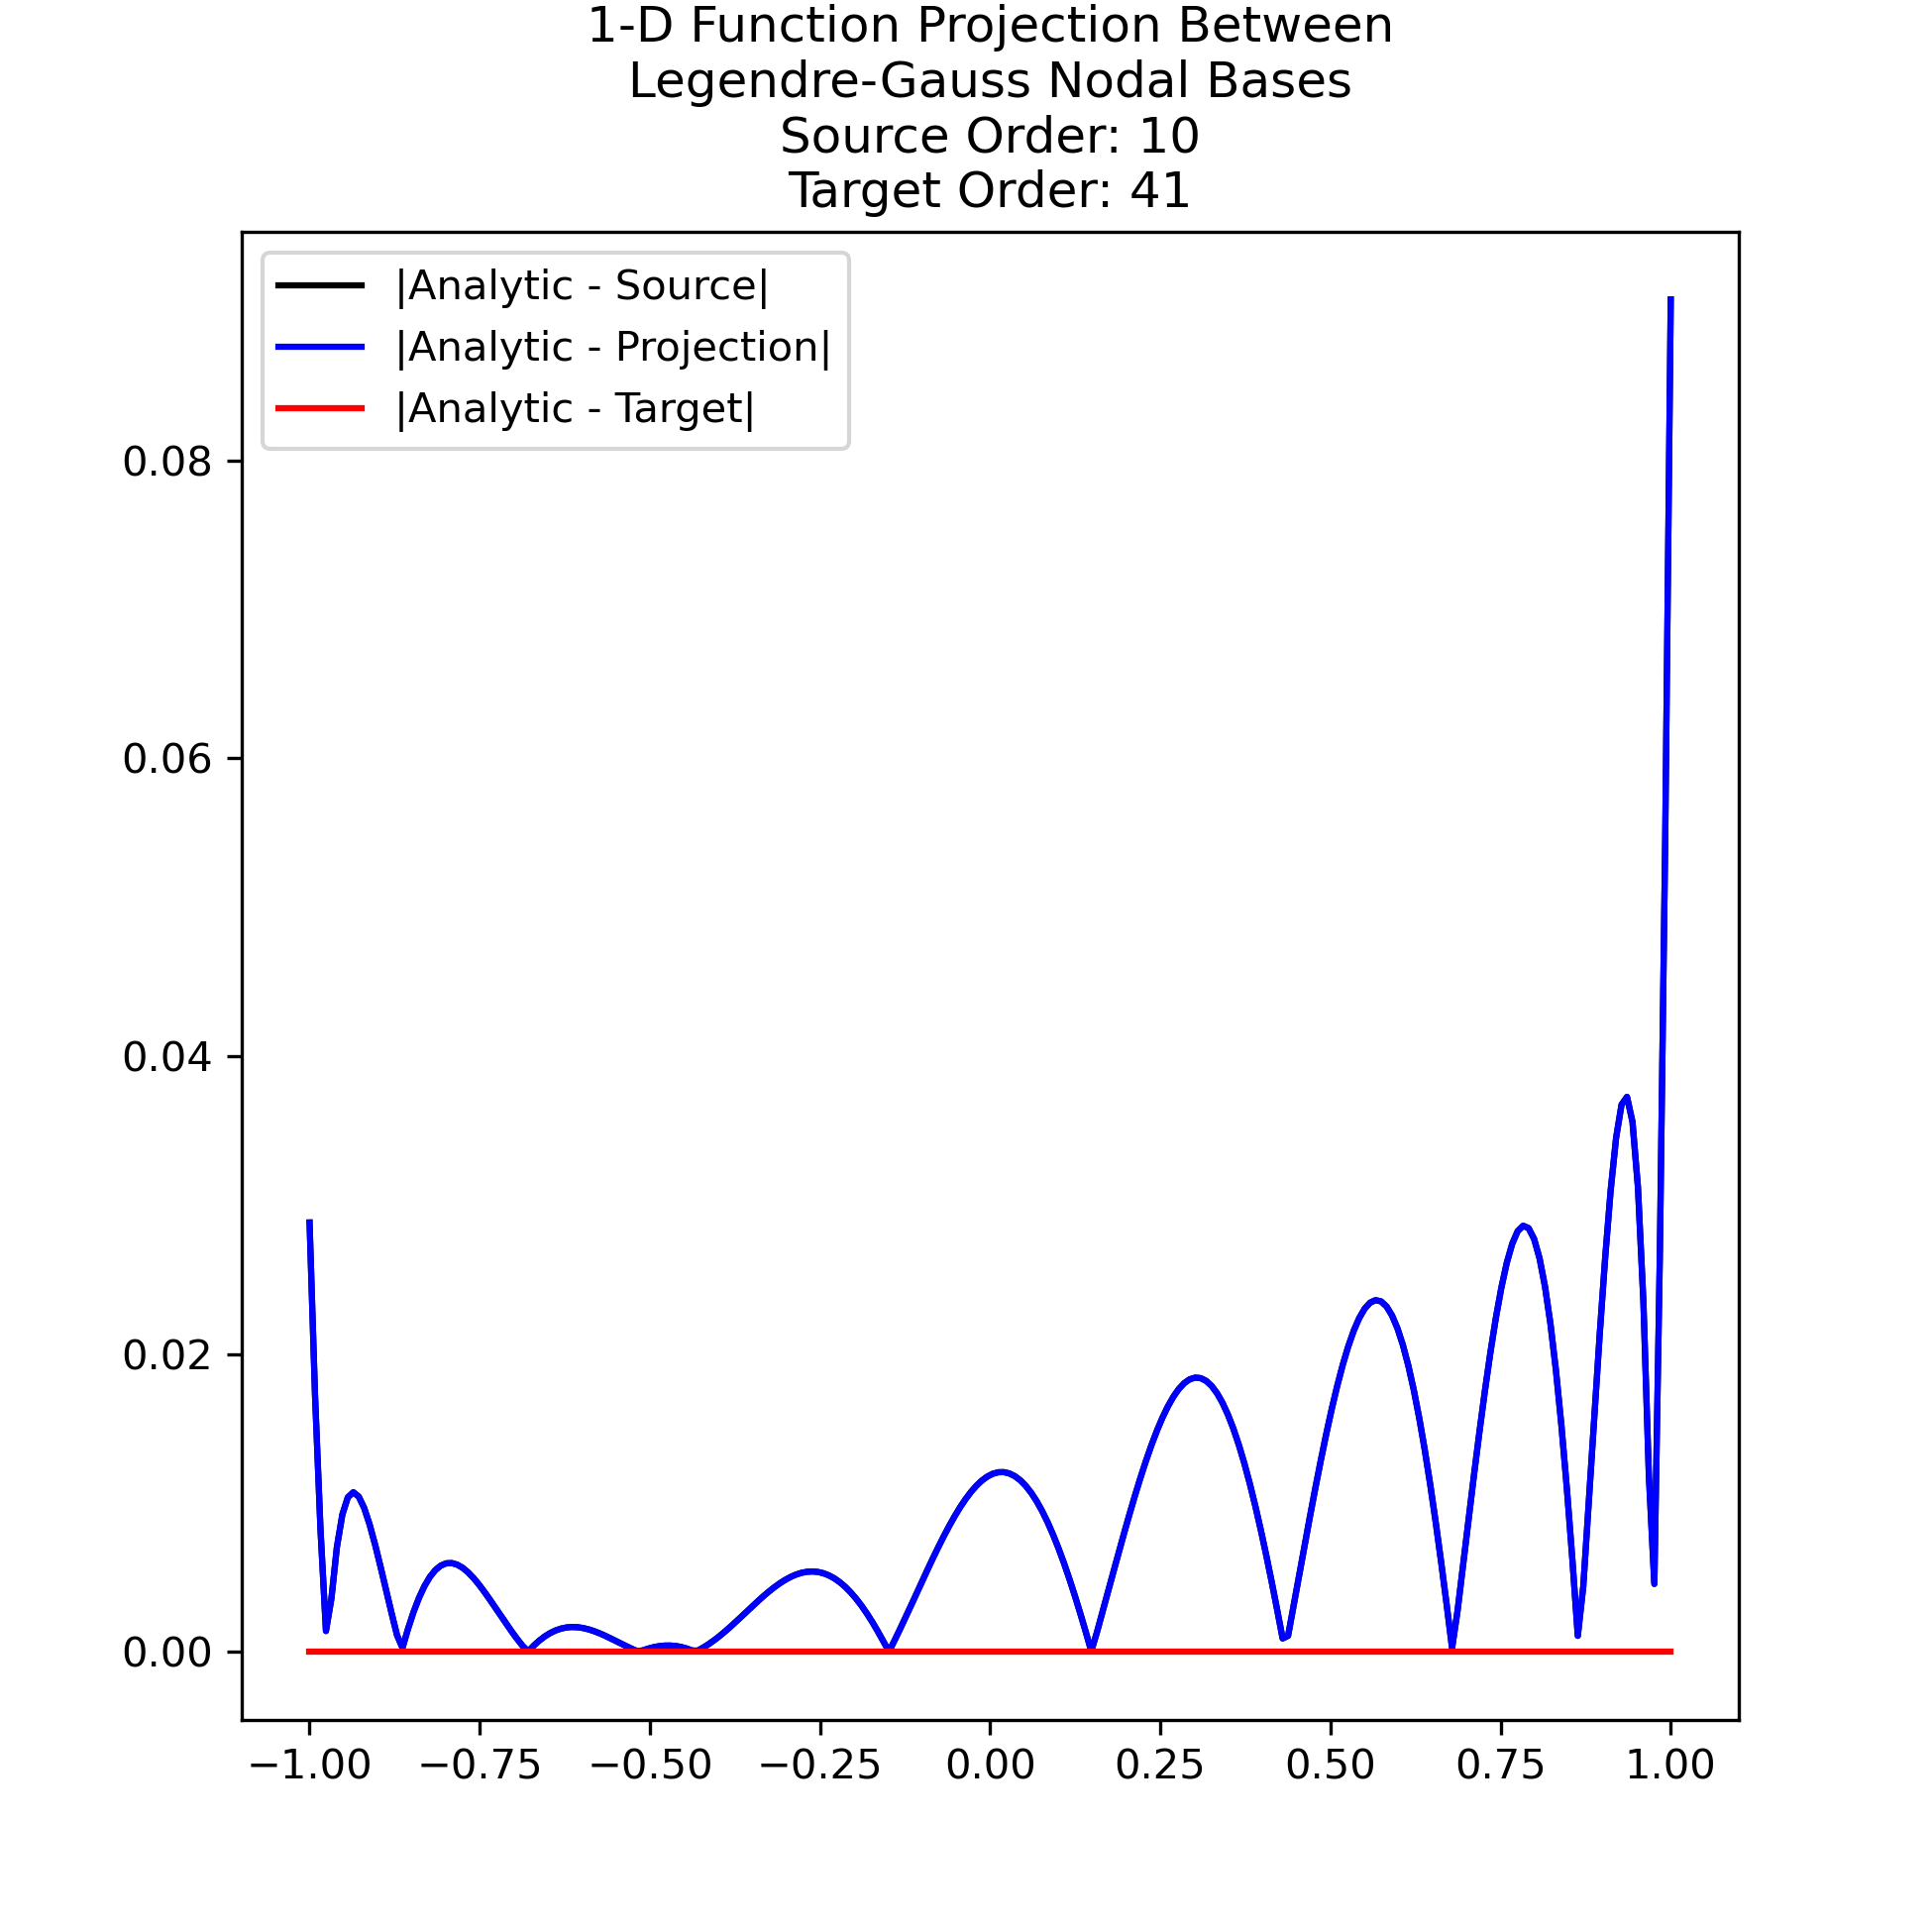 1-D Function Projection Between
Legendre-Gauss Nodal Bases
Source Order: 10
Target Order: 41
|Analytic - Source|
|Analytic - Projection|
|Analytic - Target|
0.08
0.06
0.04
0.02
0.00
−1.00 −0.75 −0.50 −0.25 0.00 0.25 0.50 0.75 1.00